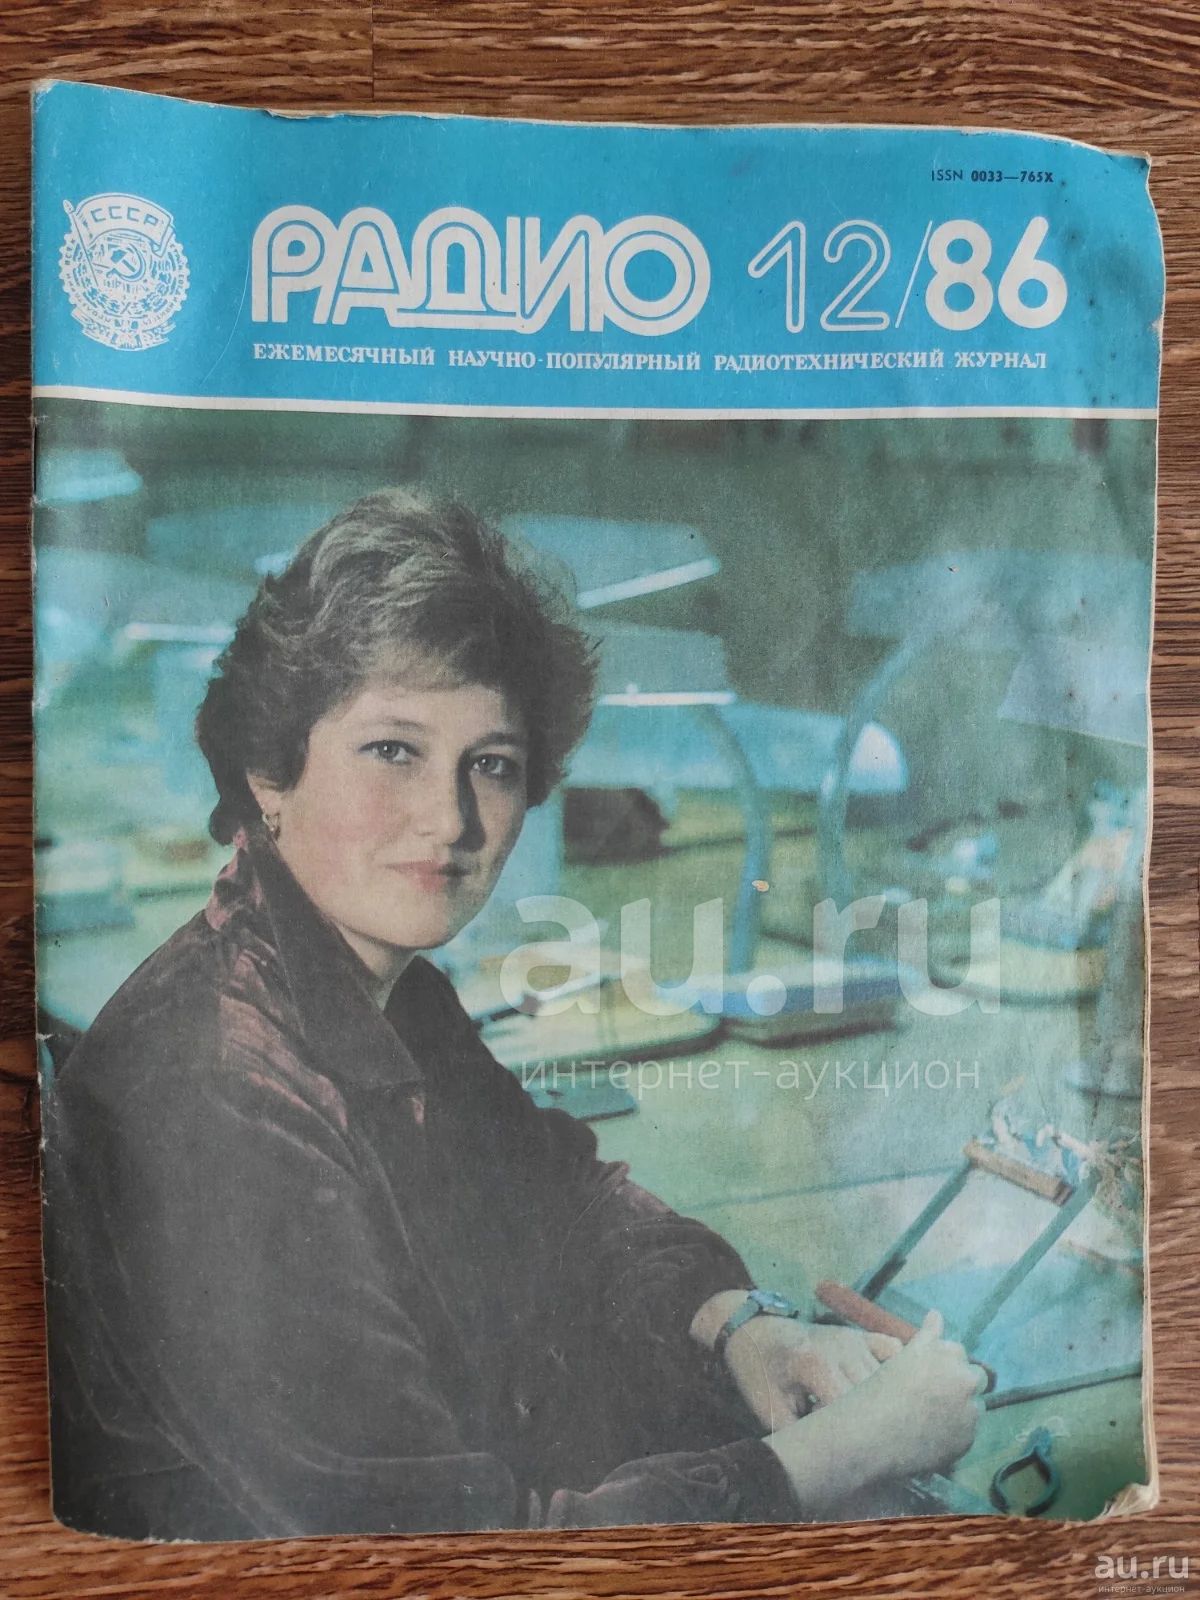 ISSN 0033—765X
СССР
РАДИО 12/86
ЕЖЕМЕСЯЧНЫЙ НАУЧНО-ПОПУЛЯРНЫЙ РАДИОТЕХНИЧЕСКИЙ ЖУРНАЛ
au.ru
интернет-аукцион
au.ru
интернет-аукцион